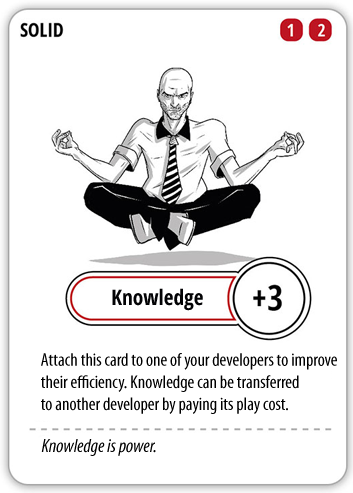 SOLID 1 2
Knowledge +3
Attach this card to one of your developers to improve
their efficiency. Knowledge can be transferred
to another developer by paying its play cost.
Knowledge is power.